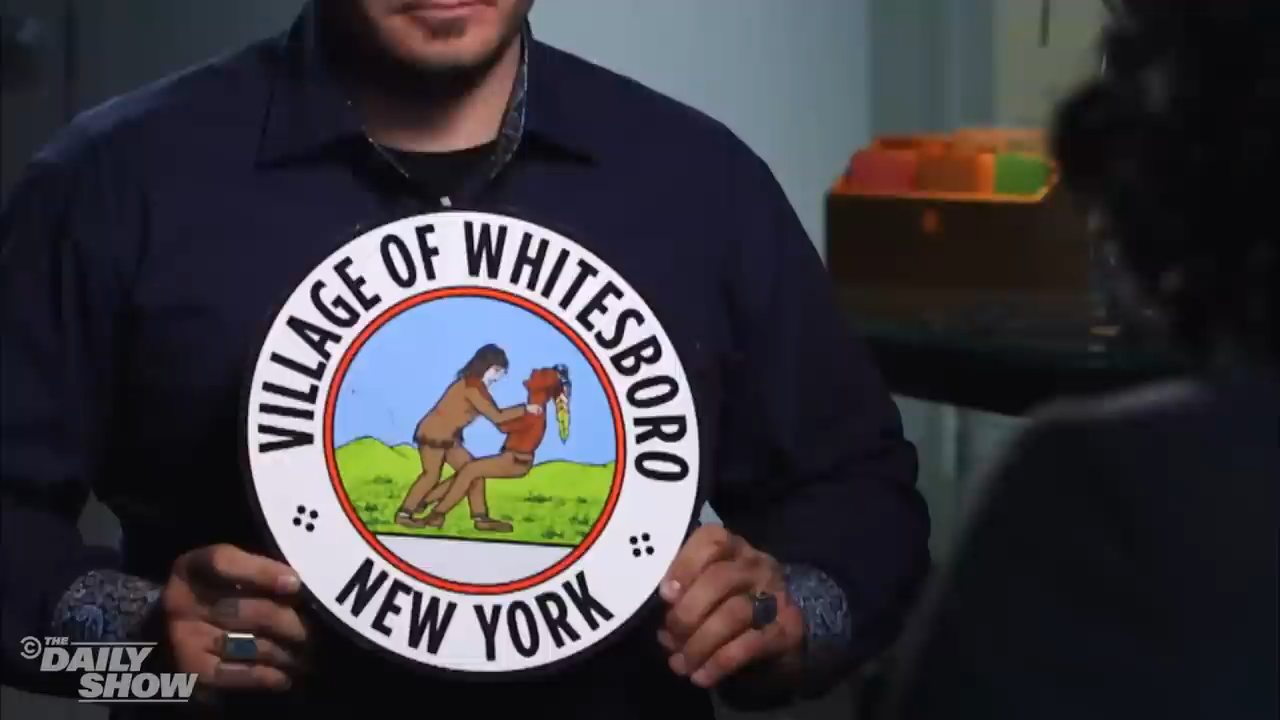 VILLAGE OF WHITESBORO
NEW YORK
THE
DAILY
SHOW